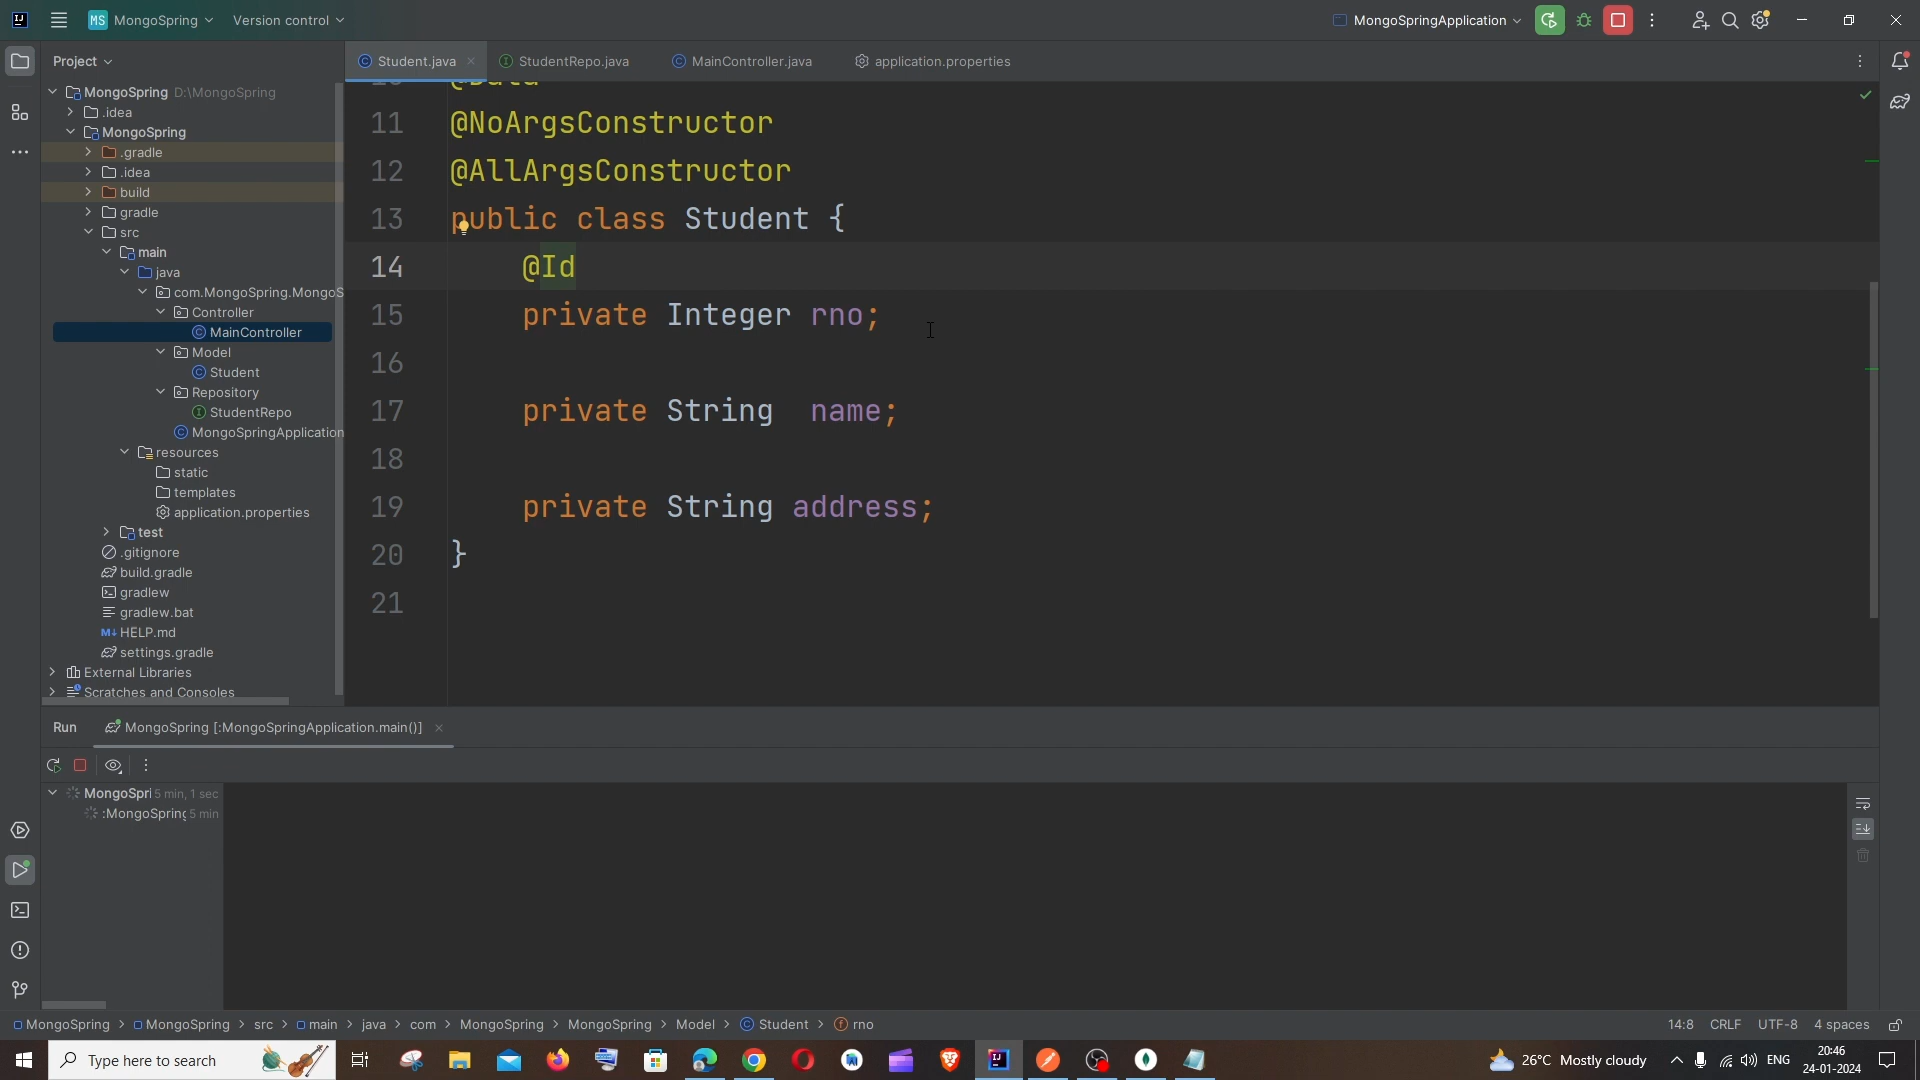 MS MongoSpring Version control MongoSpringApplication
Project
Student.java StudentRepo.java MainController.java application.properties
MongoSpring D:\MongoSpring
.idea
MongoSpring
.gradle
.idea
build
gradle
src
main
java
com.MongoSpring.MongoS
Controller
MainController
Model
Student
Repository
StudentRepo
MongoSpringApplication
resources
static
templates
application.properties
test
.gitignore
build.gradle
gradlew
gradlew.bat
M↓ HELP.md
settings.gradle
External Libraries
Scratches and Consoles
10 @Data
11 @NoArgsConstructor
12 @AllArgsConstructor
13 public class Student {
14 @Id
15 private Integer rno;
16
17 private String  name;
18
19 private String address;
20 }
21
Run MongoSpring [:MongoSpringApplication.main()]
MongoSpri 5 min, 1 sec
:MongoSpring 5 min
MongoSpring > MongoSpring > src > main > java > com > MongoSpring > MongoSpring > Model > Student > rno 14:8 CRLF UTF-8 4 spaces
Type here to search 26°C Mostly cloudy ENG 20:46
24-01-2024